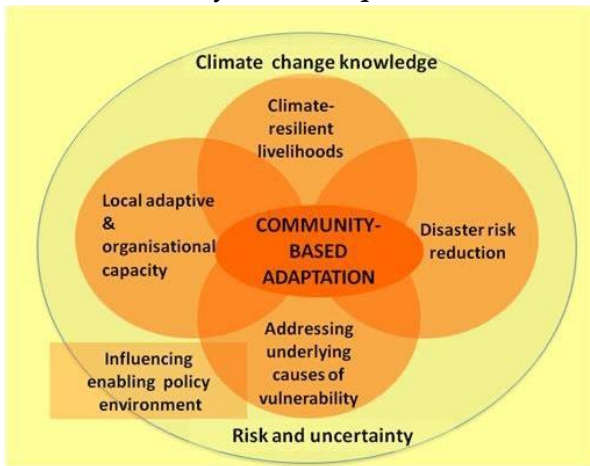 Climate change knowledge
Climate-
resilient
livelihoods
Local adaptive
&
organisational
capacity
COMMUNITY-
BASED
ADAPTATION
Disaster risk
reduction
Addressing
underlying
causes of
vulnerability
Influencing
enabling policy
environment
Risk and uncertainty